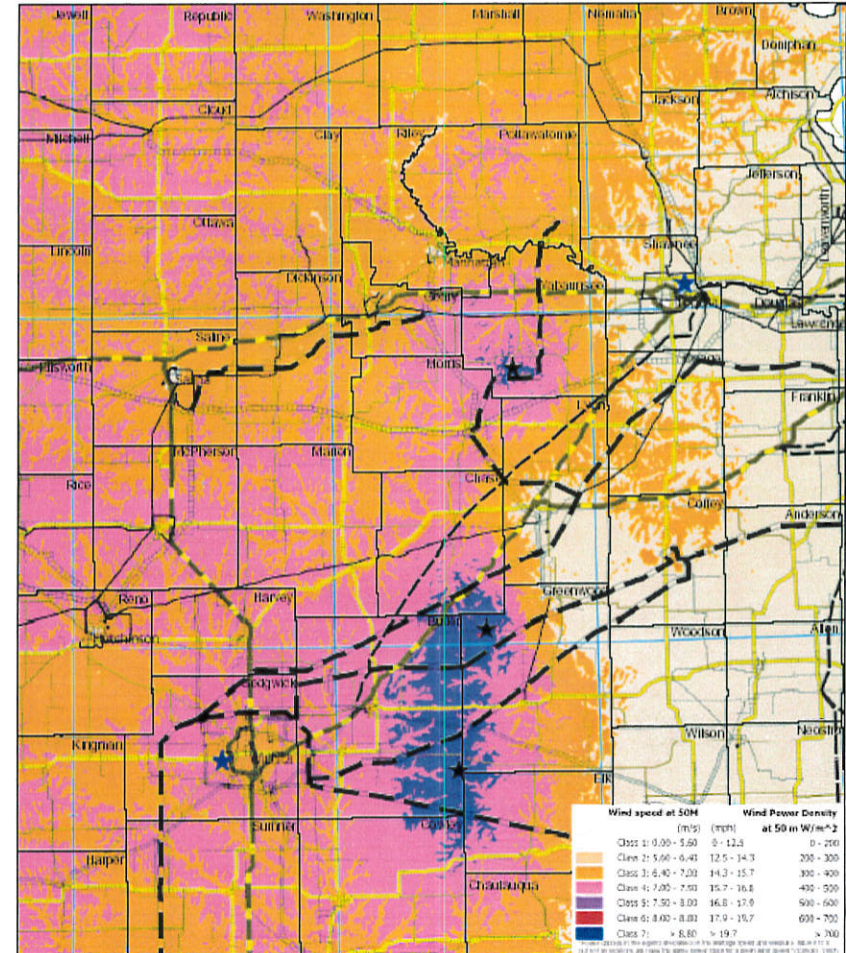 Jewell Republic Washington Marshall Nemaha Brown
Doniphan
Cloud Jackson Atchison
Mitchell Clay Riley Pottawatomie
Jefferson
Leavenworth
Ottawa
Lincoln Shawnee
Manhattan
Dickinson Geary Wabaunsee
Douglas
Lawrence
Saline
Ellsworth Morris Osage
Lyon Franklin
McPherson Marion
Rice Chase
Coffey
Anderson
Reno Harvey Greenwood
Hutchinson Butler Woodson Allen
Sedgwick
Kingman Wilson Neosho
Elk
Sumner Cowley
Harper
Chautauqua
Wind speed at 50M Wind Power Density
(m/s) (mph) at 50 m W/m^2
Class 1: 0.00 - 5.60 0 - 12.5 0 - 200
Class 2: 5.60 - 6.40 12.5 - 14.3 200 - 300
Class 3: 6.40 - 7.00 14.3 - 15.7 300 - 400
Class 4: 7.00 - 7.50 15.7 - 16.8 400 - 500
Class 5: 7.50 - 8.00 16.8 - 17.9 500 - 600
Class 6: 8.00 - 8.80 17.9 - 19.7 600 - 700
Class 7: > 8.80 > 19.7 > 700